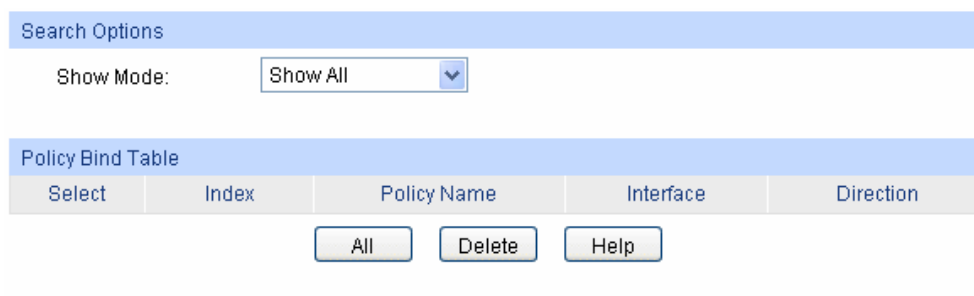 Search Options
Show Mode: Show All
Policy Bind Table
Select Index Policy Name Interface Direction
All Delete Help